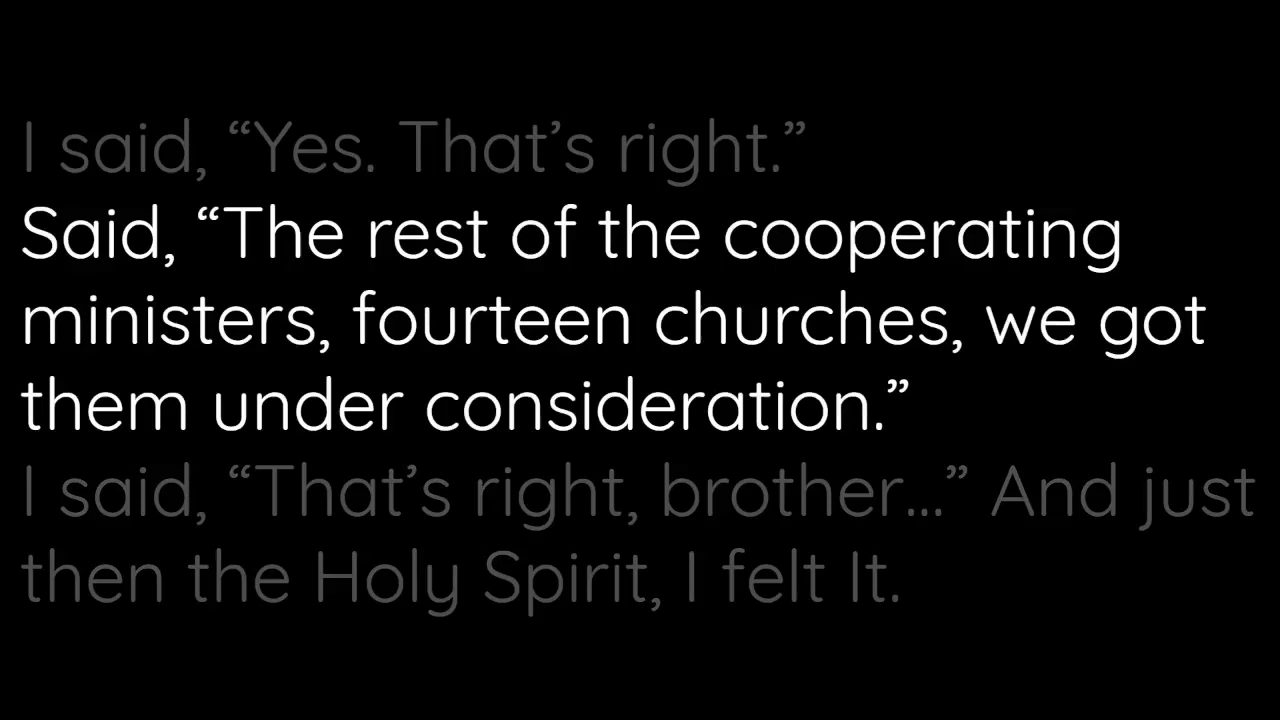 I said, “Yes. That’s right.”
Said, “The rest of the cooperating
ministers, fourteen churches, we got
them under consideration.”
I said, “That’s right, brother…” And just
then the Holy Spirit, I felt It.